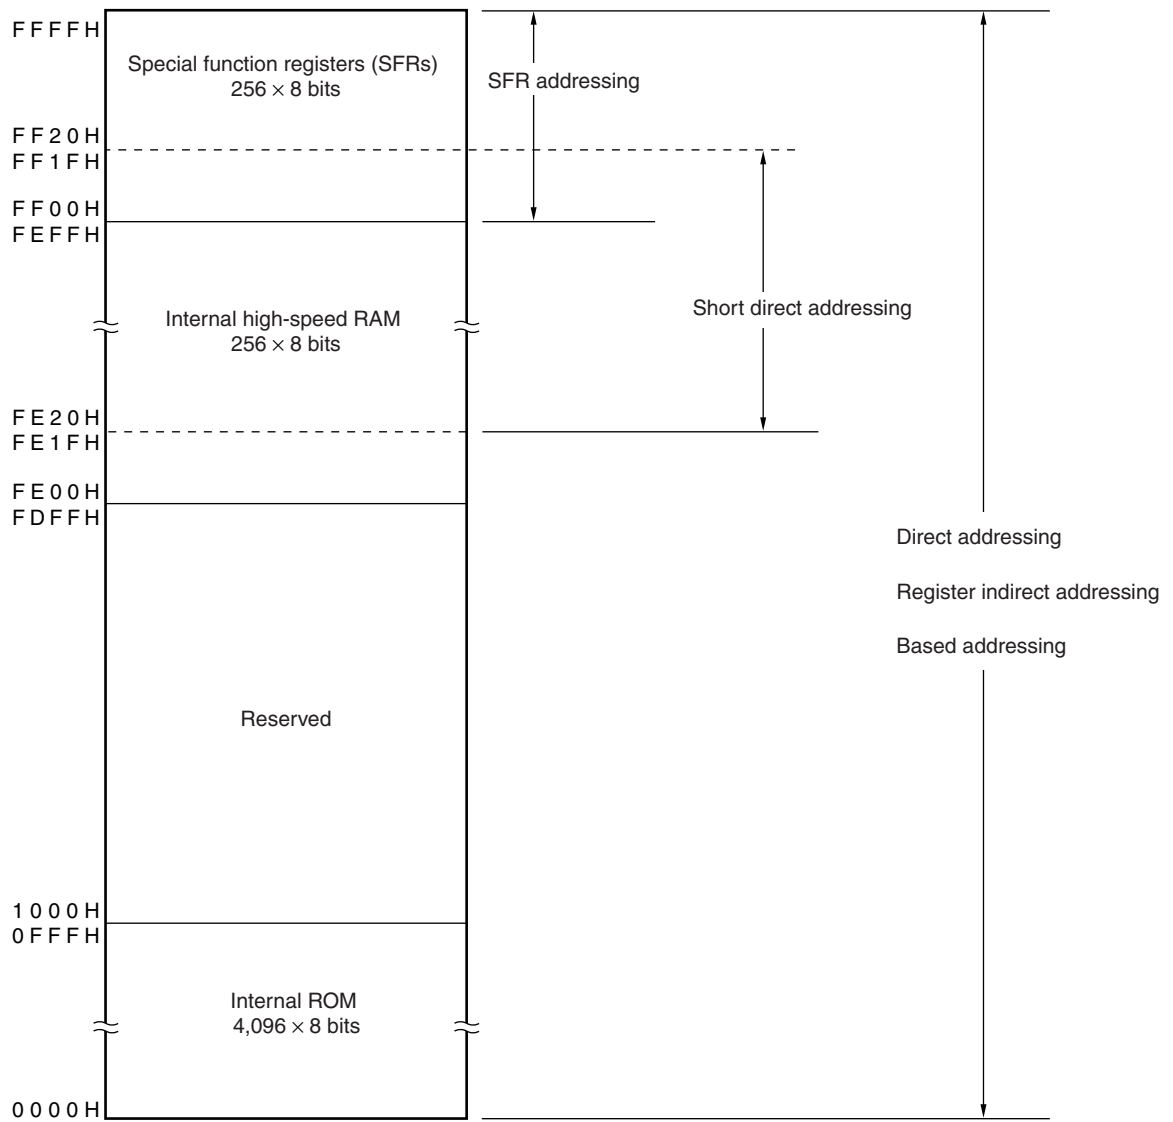 FFFFH
Special function registers (SFRs)
256 × 8 bits
SFR addressing
FF20H
FF1FH
FF00H
FEFFH
Internal high-speed RAM
256 × 8 bits
Short direct addressing
FE20H
FE1FH
FE00H
FDFFH
Direct addressing
Register indirect addressing
Based addressing
Reserved
1000H
0FFFH
Internal ROM
4,096 × 8 bits
0000H